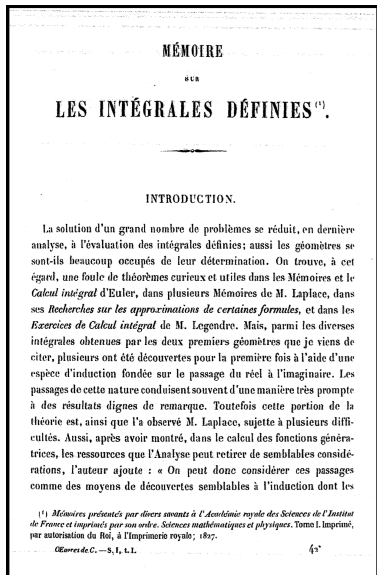 MÉMOIRE
SUR
LES INTÉGRALES DÉFINIES (¹).
INTRODUCTION.
La solution d'un grand nombre de problèmes se réduit, en dernière
analyse, à l'évaluation des intégrales définies; aussi les géomètres se
sont-ils beaucoup occupés de leur détermination. On trouve, à cet
égard, une foule de théorèmes curieux et utiles dans les Mémoires et le
Calcul intégral d'Euler, dans plusieurs Mémoires de M. Laplace, dans
ses Recherches sur les approximations de certaines formules, et dans les
Exercices de Calcul intégral de M. Legendre. Mais, parmi les diverses
intégrales obtenues par les deux premiers géomètres que je viens de
citer, plusieurs ont été découvertes pour la première fois à l'aide d'une
espèce d'induction fondée sur le passage du réel à l'imaginaire. Les
passages de cette nature conduisent souvent d'une manière très prompte
à des résultats dignes de remarque. Toutefois cette portion de la
théorie est, ainsi que l'a observé M. Laplace, sujette à plusieurs diffi-
cultés. Aussi, après avoir montré, dans le calcul des fonctions généra-
trices, les ressources que l'Analyse peut retirer de semblables considé-
rations, l'auteur ajoute : « On peut donc considérer ces passages
comme des moyens de découvertes semblables à l'induction dont les
(¹) Mémoires présentés par divers savants à l'Académie royale des Sciences de l'Institut
de France et imprimés par son ordre. Sciences mathématiques et physiques. Tome I. Imprimé,
par autorisation du Roi, à l'Imprimerie royale; 1827.
Œuvres de C. — S. I, t. I. 42